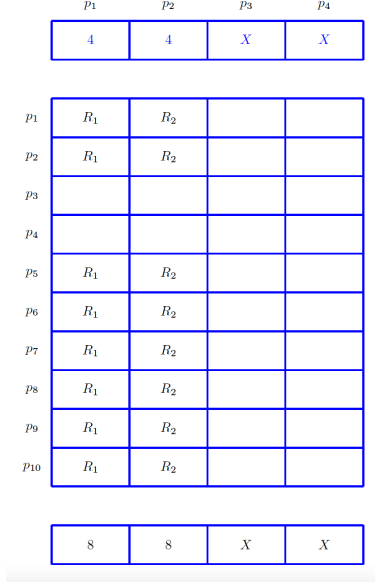 p₁ p₂ p₃ p₄
4 4 X X
p₁ R₁ R₂
p₂ R₁ R₂
p₃
p₄
p₅ R₁ R₂
p₆ R₁ R₂
p₇ R₁ R₂
p₈ R₁ R₂
p₉ R₁ R₂
p₁₀ R₁ R₂
8 8 X X